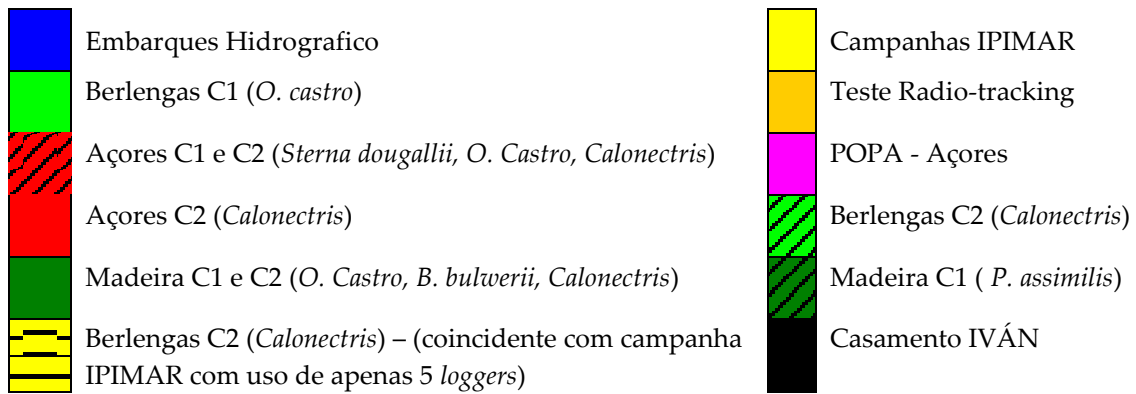 Embarques Hidrografico
Berlengas C1 (O. castro)
Açores C1 e C2 (Sterna dougallii, O. Castro, Calonectris)
Açores C2 (Calonectris)
Madeira C1 e C2 (O. Castro, B. bulwerii, Calonectris)
Berlengas C2 (Calonectris) – (coincidente com campanha
IPIMAR com uso de apenas 5 loggers)
Campanhas IPIMAR
Teste Radio-tracking
POPA - Açores
Berlengas C2 (Calonectris)
Madeira C1 ( P. assimilis)
Casamento IVÁN